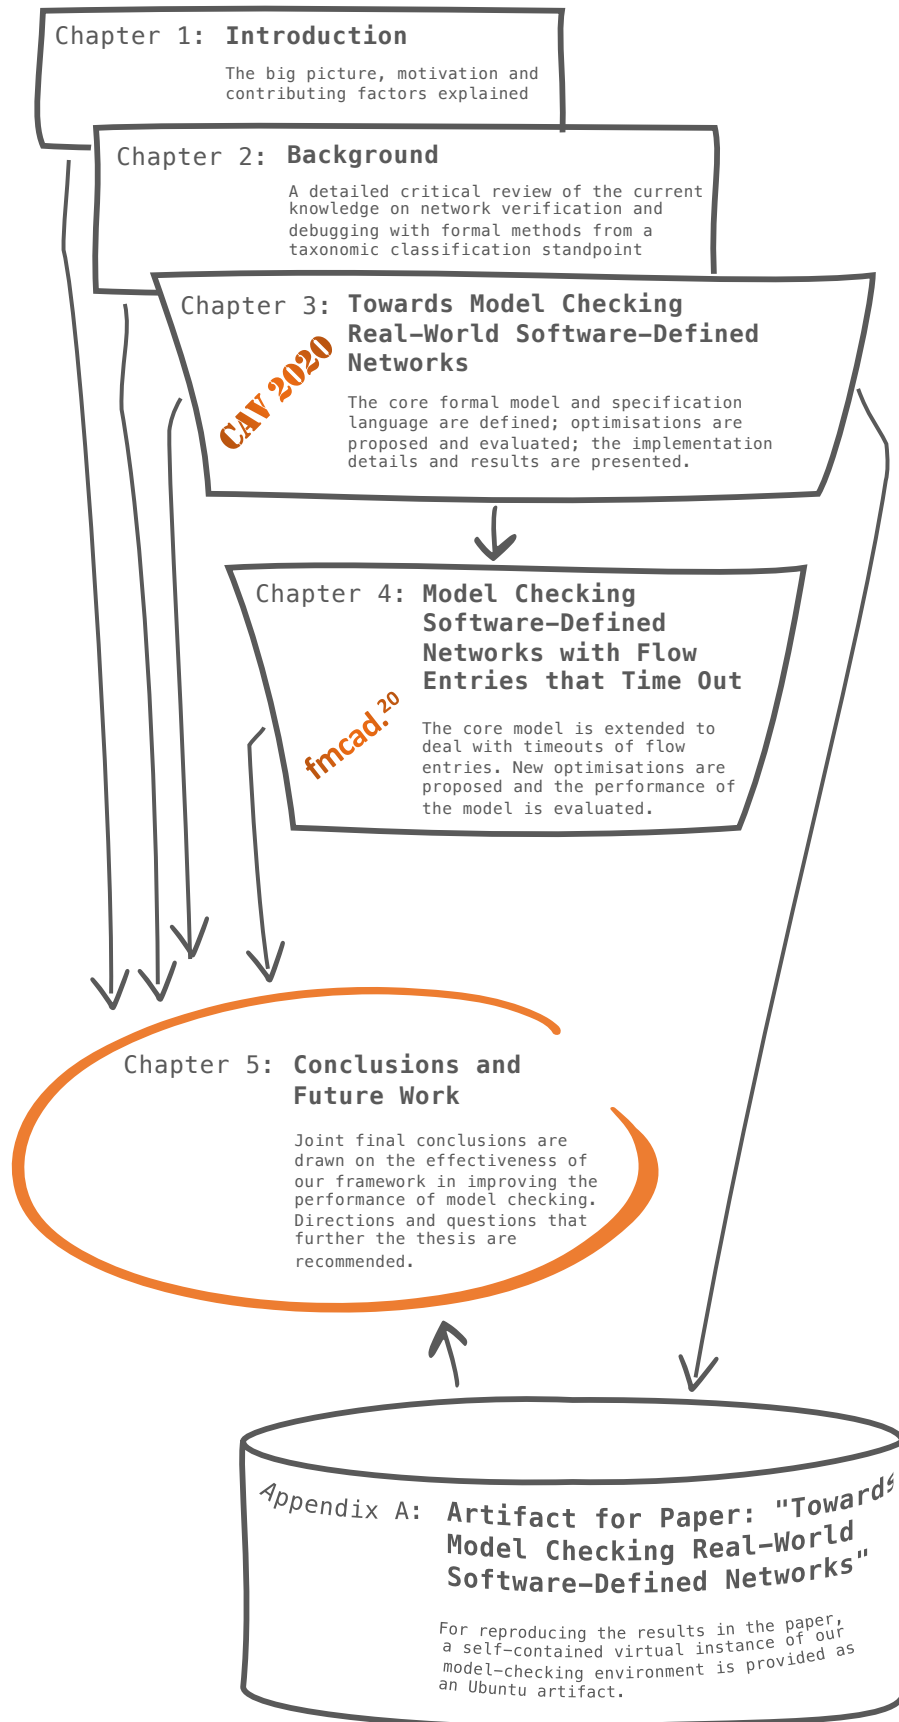 Chapter 1: Introduction
The big picture, motivation and
contributing factors explained
Chapter 2: Background
A detailed critical review of the current
knowledge on network verification and
debugging with formal methods from a
taxonomic classification standpoint
Chapter 3: Towards Model Checking
Real-World Software-Defined
Networks
CAV 2020
The core formal model and specification
language are defined; optimisations are
proposed and evaluated; the implementation
details and results are presented.
Chapter 4: Model Checking
Software-Defined
Networks with Flow
Entries that Time Out
fmcad.20
The core model is extended to
deal with timeouts of flow
entries. New optimisations are
proposed and the performance of
the model is evaluated.
Chapter 5: Conclusions and
Future Work
Joint final conclusions are
drawn on the effectiveness of
our framework in improving the
performance of model checking.
Directions and questions that
further the thesis are
recommended.
Appendix A: Artifact for Paper: "Towards
Model Checking Real-World
Software-Defined Networks"
For reproducing the results in the paper,
a self-contained virtual instance of our
model-checking environment is provided as
an Ubuntu artifact.